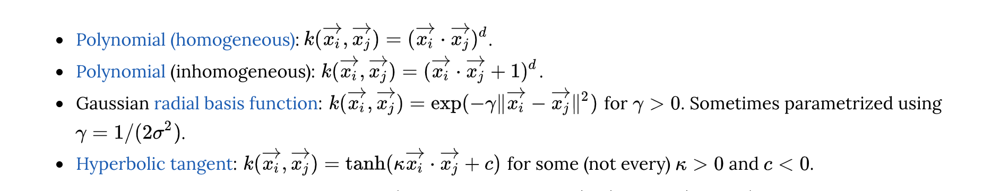 • Polynomial (homogeneous): $k(\overrightarrow{x_i}, \overrightarrow{x_j}) = (\overrightarrow{x_i} \cdot \overrightarrow{x_j})^d$.
• Polynomial (inhomogeneous): $k(\overrightarrow{x_i}, \overrightarrow{x_j}) = (\overrightarrow{x_i} \cdot \overrightarrow{x_j} + 1)^d$.
• Gaussian radial basis function: $k(\overrightarrow{x_i}, \overrightarrow{x_j}) = \exp(-\gamma \|\overrightarrow{x_i} - \overrightarrow{x_j}\|^2)$ for $\gamma > 0$. Sometimes parametrized using
$\gamma = 1/(2\sigma^2)$.
• Hyperbolic tangent: $k(\overrightarrow{x_i}, \overrightarrow{x_j}) = \tanh(\kappa \overrightarrow{x_i} \cdot \overrightarrow{x_j} + c)$ for some (not every) $\kappa > 0$ and $c < 0$.